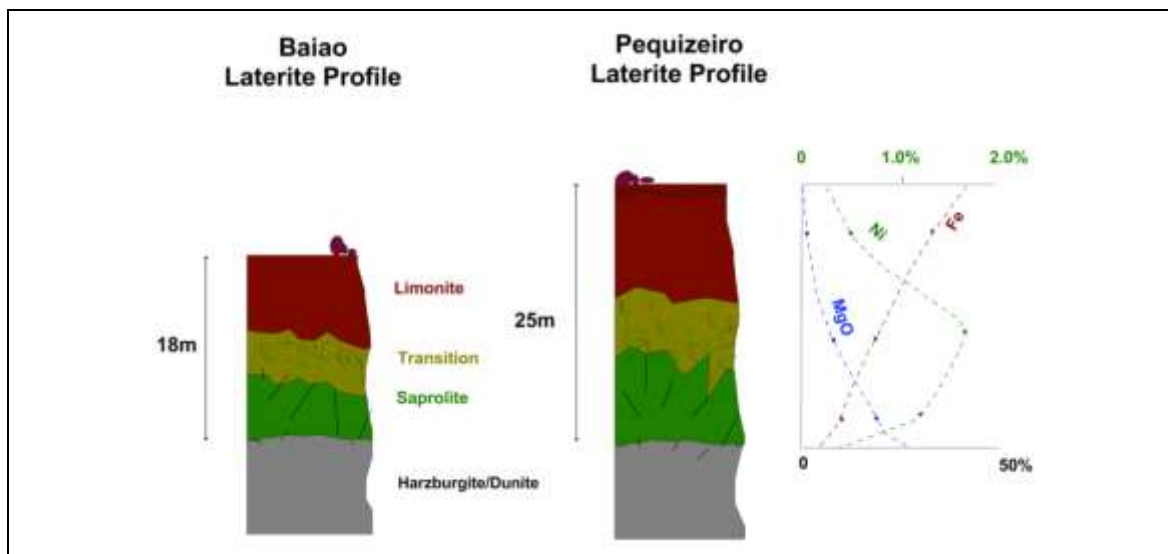 Baiao
Laterite Profile
Pequizeiro
Laterite Profile
0 1.0% 2.0%
Ni
Fe
Limonite
MgO
18m
25m
Transition
Saprolite
0 50%
Harzburgite/Dunite